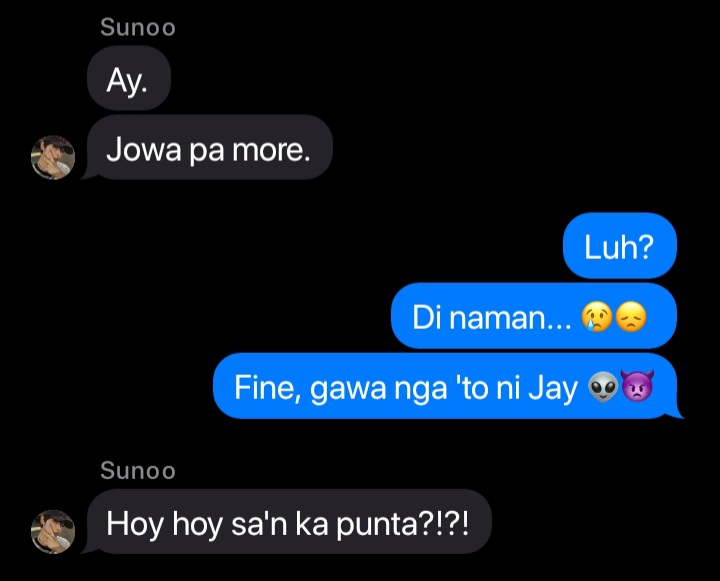 Sunoo
Ay.
Jowa pa more.
Luh?
Di naman... 😢😞
Fine, gawa nga 'to ni Jay 👽👿
Sunoo
Hoy hoy sa'n ka punta?!?!